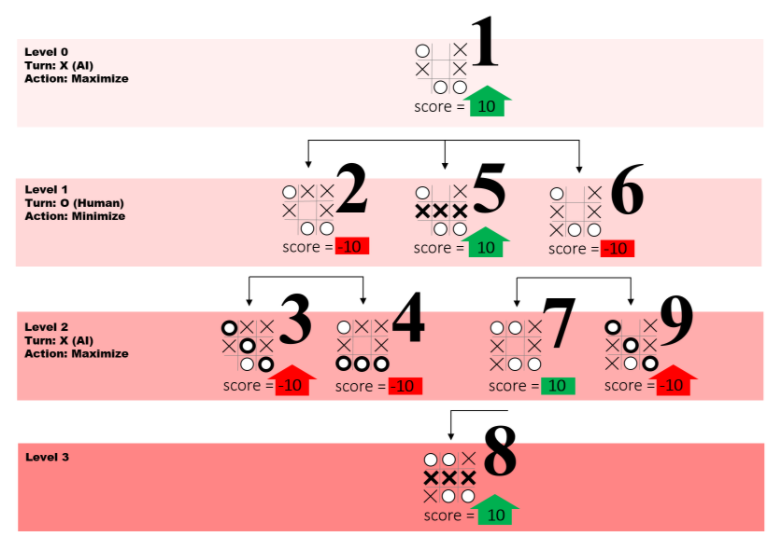 Level 0
Turn: X (AI)
Action: Maximize
1
score = 10
Level 1
Turn: O (Human)
Action: Minimize
2
score = -10
5
score = 10
6
score = -10
Level 2
Turn: X (AI)
Action: Maximize
3
score = -10
4
score = -10
7
score = 10
9
score = -10
Level 3
8
score = 10